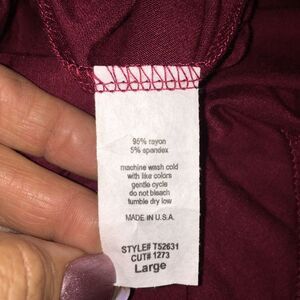 95% rayon
5% spandex
machine wash cold
with like colors
gentle cycle
do not bleach
tumble dry low
MADE IN U.S.A.
STYLE# T52631
CUT# 1273
Large